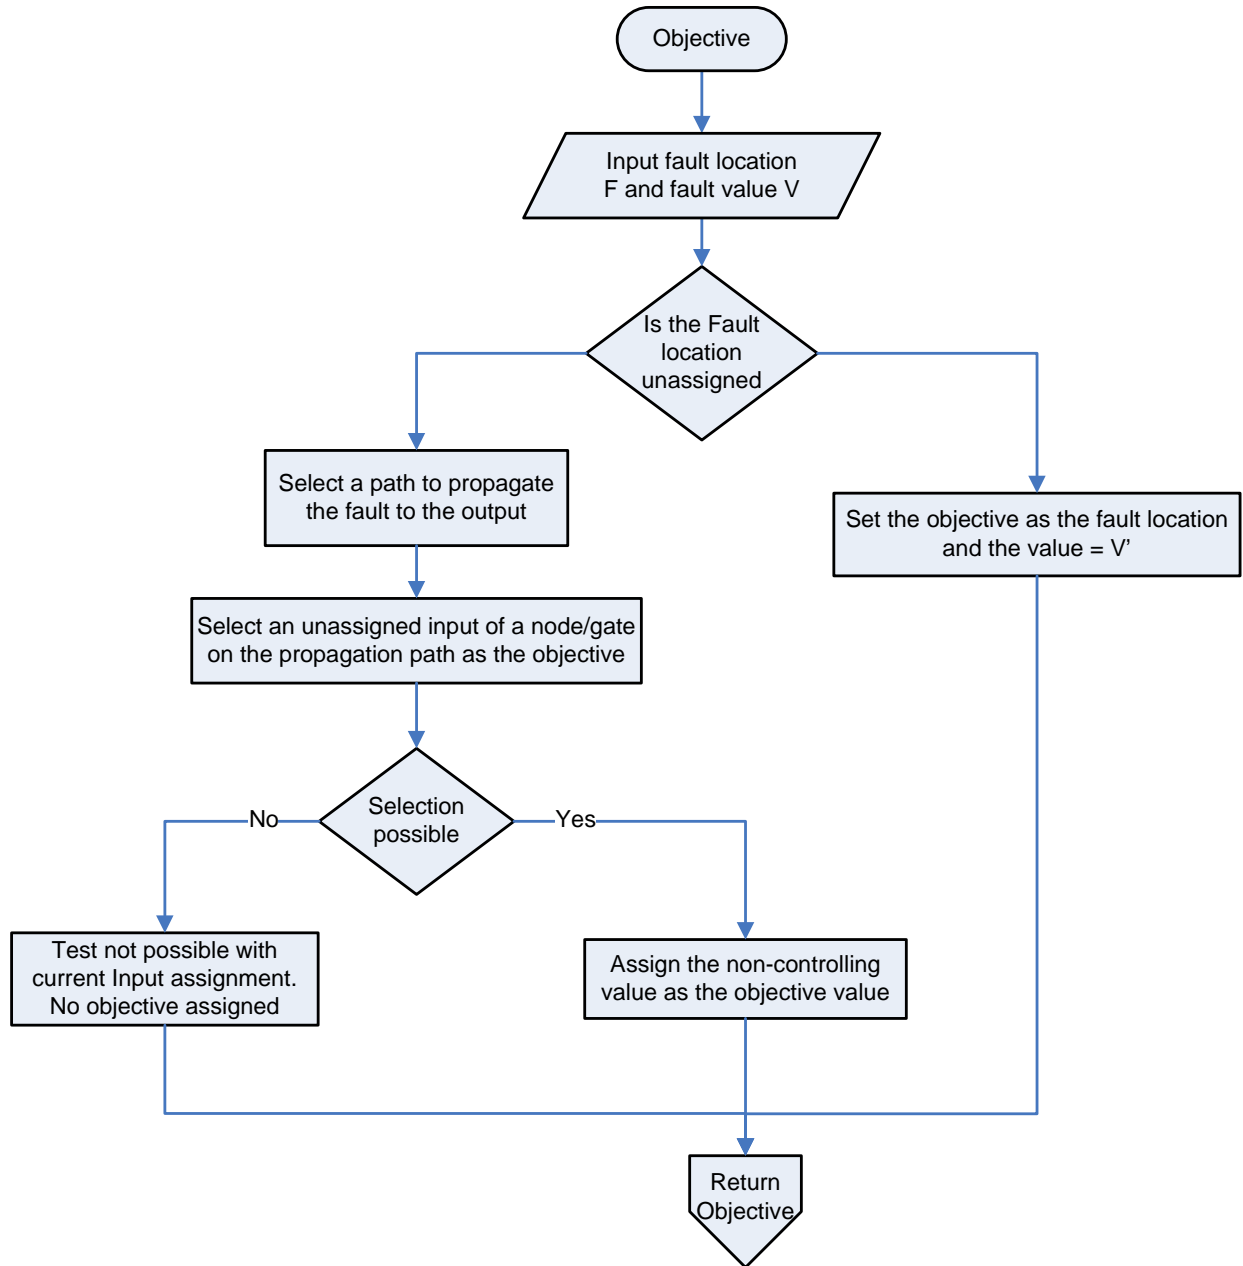 Objective
Input fault location
F and fault value V
Is the Fault
location
unassigned
Select a path to propagate
the fault to the output
Set the objective as the fault location
and the value = V’
Select an unassigned input of a node/gate
on the propagation path as the objective
Selection
possible
No
Yes
Test not possible with
current Input assignment.
No objective assigned
Assign the non-controlling
value as the objective value
Return
Objective